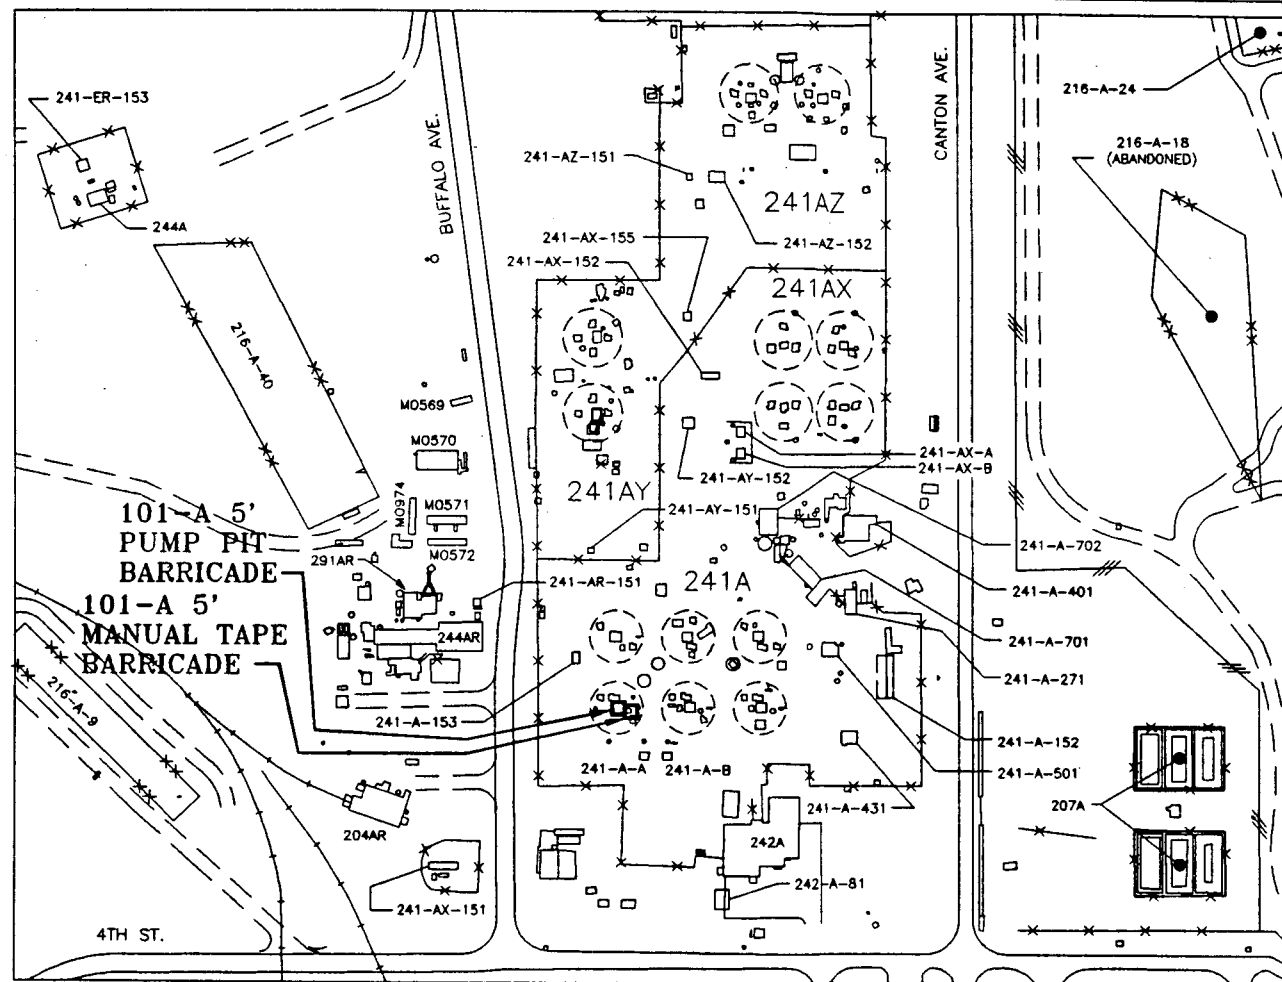 241-ER-153
244A
BUFFALO AVE.
CANTON AVE.
216-A-24
216-A-18
(ABANDONED)
241-AZ-151
241AZ
241-AX-155
241-AZ-152
241-AX-152
241AX
216-A-40
M0569
M0570
241-AX-A
241-AX-B
241-AY-152
241AY
M0974
M0571
241-AY-151
101-A 5'
PUMP PIT
BARRICADE
M0572
291AR
241-A-702
241-AR-151
241A
241-A-401
101-A 5'
MANUAL TAPE
BARRICADE
244AR
241-A-701
241-A-271
216-A-9
241-A-153
241-A-152
241-A-A
241-A-B
241-A-501
241-A-431
207A
204AR
242A
242-A-81
241-AX-151
4TH ST.